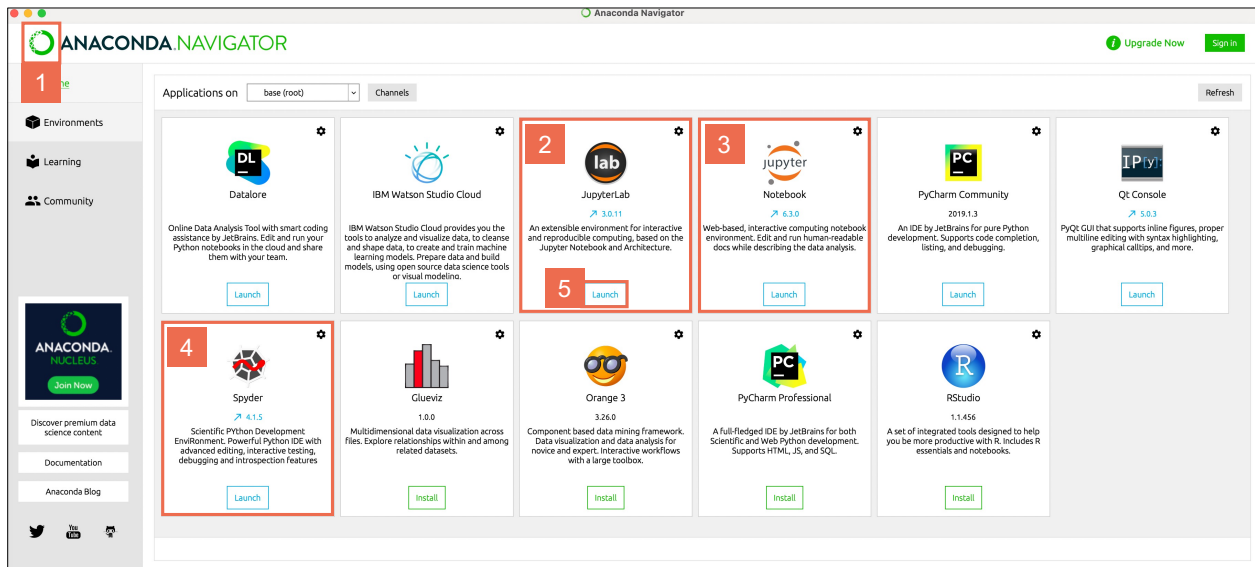 Anaconda Navigator
ANACONDA.NAVIGATOR
Upgrade Now
Sign in
1
Environments
Learning
Community
Applications on
base (root)
Channels
Refresh
DL
Datalore
Online Data Analysis Tool with smart coding
assistance by JetBrains. Edit and run your
Python notebooks in the cloud and share
them with your team.
Launch
IBM Watson Studio Cloud
IBM Watson Studio Cloud provides you the
tools to analyze and visualize data, to cleanse
and shape data, to create and train machine
learning models. Prepare data and build
models, using open source data science tools
or visual modeling.
Launch
2
lab
JupyterLab
3.0.11
An extensible environment for interactive
and reproducible computing, based on the
Jupyter Notebook and Architecture.
5
Launch
3
jupyter
Notebook
6.3.0
Web-based, interactive computing notebook
environment. Edit and run human-readable
docs while describing the data analysis.
Launch
PC
PyCharm Community
2019.1.3
An IDE by JetBrains for pure Python
development. Supports code completion,
listing, and debugging.
Launch
IP[y]:
Qt Console
5.0.3
PyQt GUI that supports inline figures, proper
multiline editing with syntax highlighting,
graphical calltips, and more.
Launch
4
Spyder
4.1.5
Scientific PYthon Development
EnviRonment. Powerful Python IDE with
advanced editing, interactive testing,
debugging and introspection features
Launch
Glueviz
1.0.0
Multidimensional data visualization across
files. Explore relationships within and among
related datasets.
Install
Orange 3
3.26.0
Component based data mining framework.
Data visualization and data analysis for
novice and expert. Interactive workflows
with a large toolbox.
Install
PC
PyCharm Professional
A full-fledged IDE by JetBrains for both
Scientific and Web Python development.
Supports HTML, JS, and SQL.
Install
R
RStudio
1.1.456
A set of integrated tools designed to help
you be more productive with R. Includes R
essentials and notebooks.
Install
ANACONDA.
NUCLEUS
Join Now
Discover premium data
science content
Documentation
Anaconda Blog
You
Tube